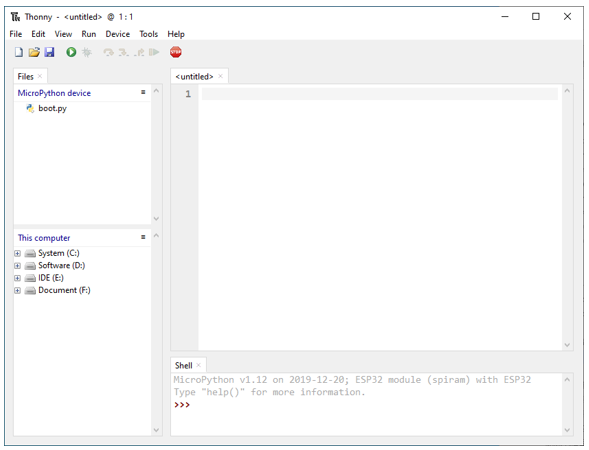 Thonny - <untitled> @ 1:1
File Edit View Run Device Tools Help
STOP
Files
MicroPython device
boot.py
This computer
System (C:)
Software (D:)
IDE (E:)
Document (F:)
<untitled>
1
Shell
MicroPython v1.12 on 2019-12-20; ESP32 module (spiram) with ESP32
Type "help()" for more information.
>>>